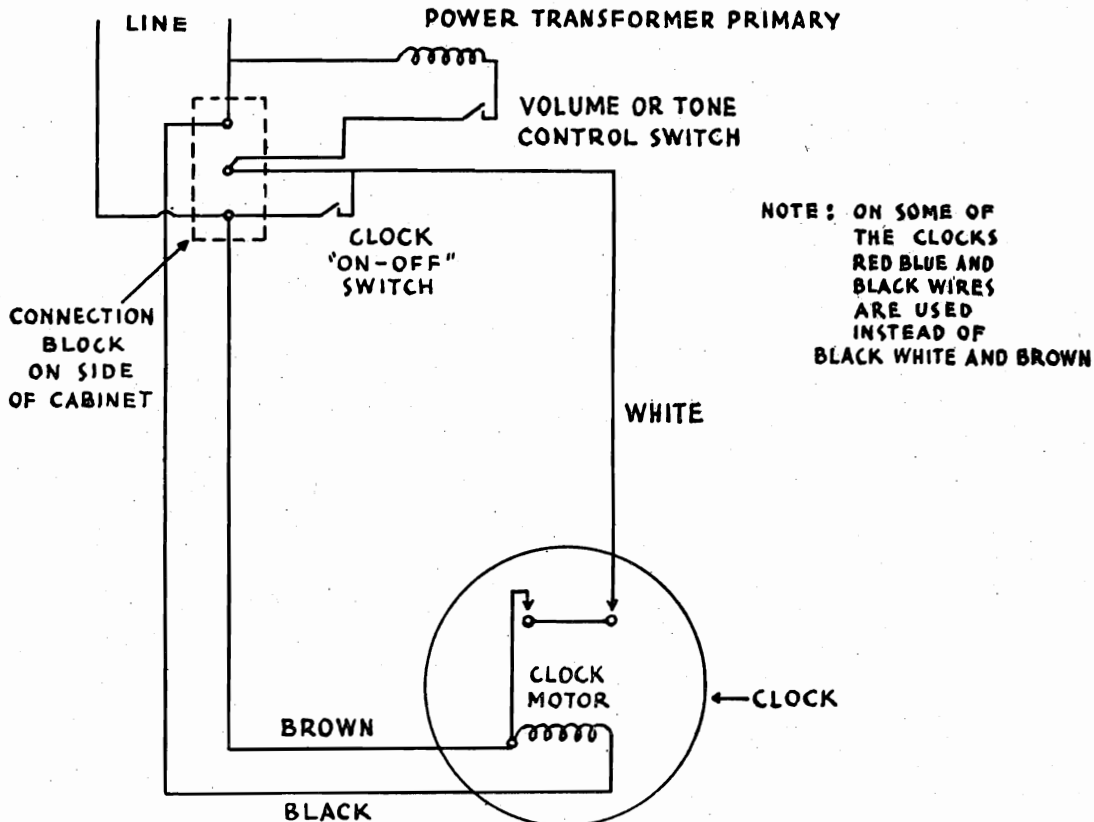 LINE
POWER TRANSFORMER PRIMARY
VOLUME OR TONE
CONTROL SWITCH
NOTE: ON SOME OF
THE CLOCKS
RED BLUE AND
BLACK WIRES
ARE USED
INSTEAD OF
BLACK WHITE AND BROWN
CLOCK
"ON-OFF"
SWITCH
CONNECTION
BLOCK
ON SIDE
OF CABINET
WHITE
CLOCK
MOTOR
CLOCK
BROWN
BLACK